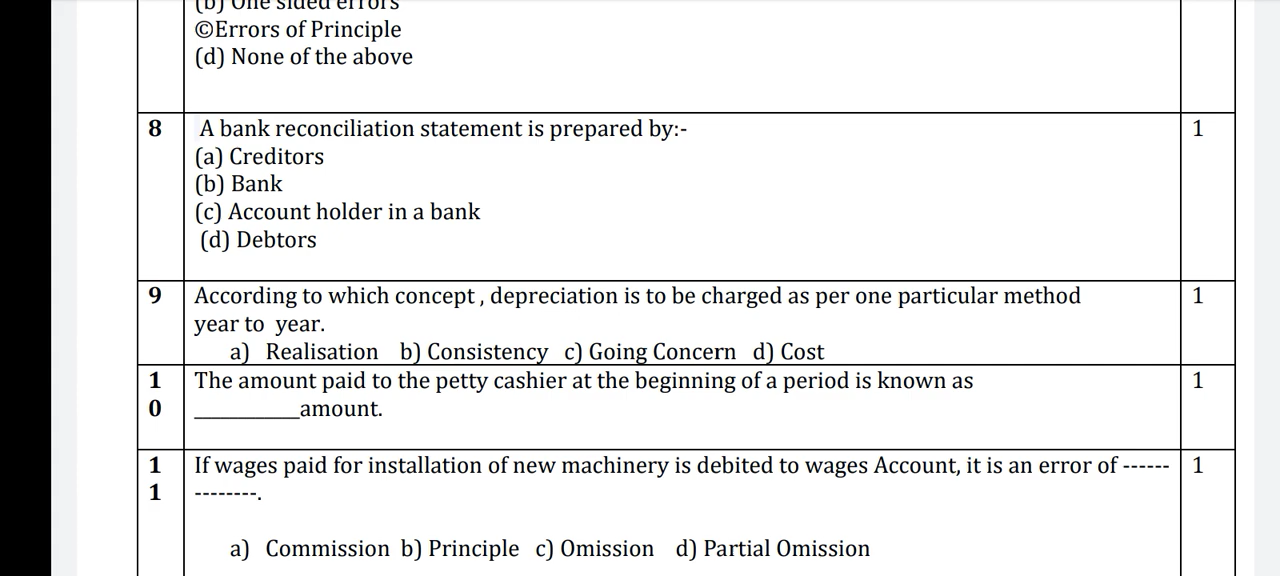 (b) One sided errors
©Errors of Principle
(d) None of the above
8 A bank reconciliation statement is prepared by:- 1
(a) Creditors
(b) Bank
(c) Account holder in a bank
(d) Debtors
9 According to which concept , depreciation is to be charged as per one particular method 1
year to year.
a) Realisation b) Consistency c) Going Concern d) Cost
1 The amount paid to the petty cashier at the beginning of a period is known as 1
0 __________amount.
1 If wages paid for installation of new machinery is debited to wages Account, it is an error of ------ 1
1 --------.
a) Commission b) Principle c) Omission d) Partial Omission